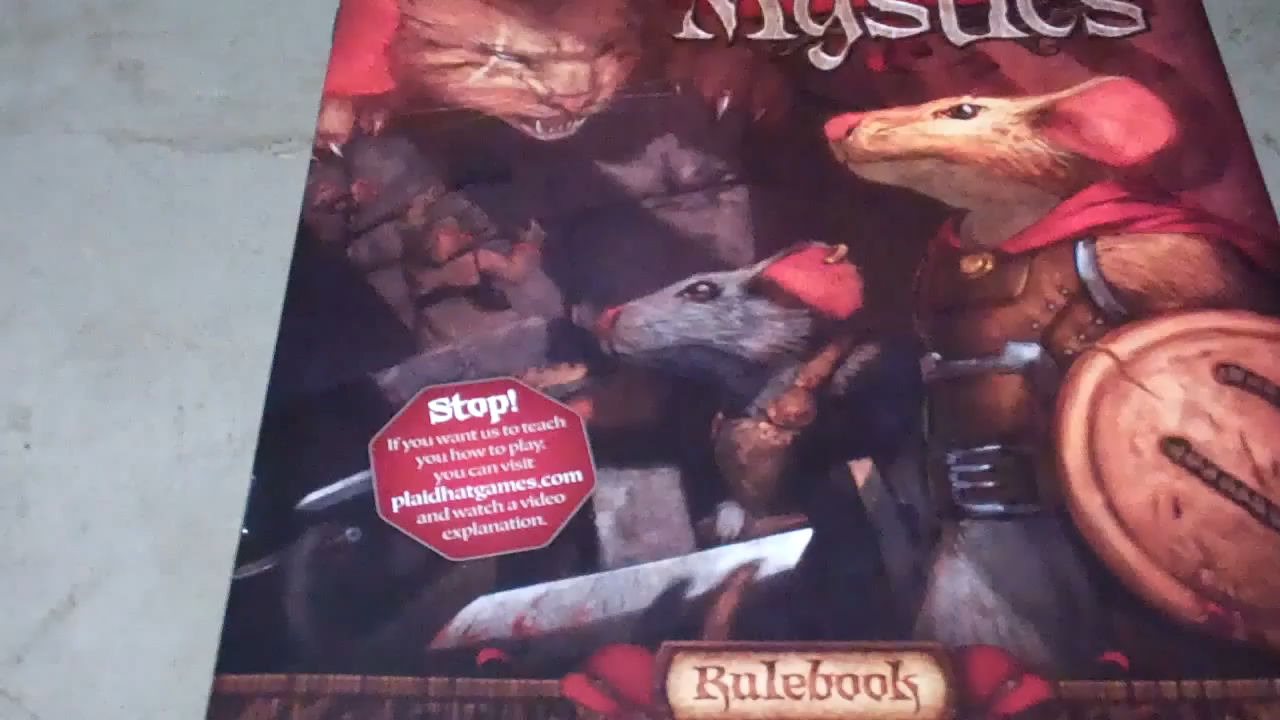 Mystics
Stop!
If you want us to teach
you how to play,
you can visit
plaidhatgames.com
and watch a video
explanation.
Rulebook